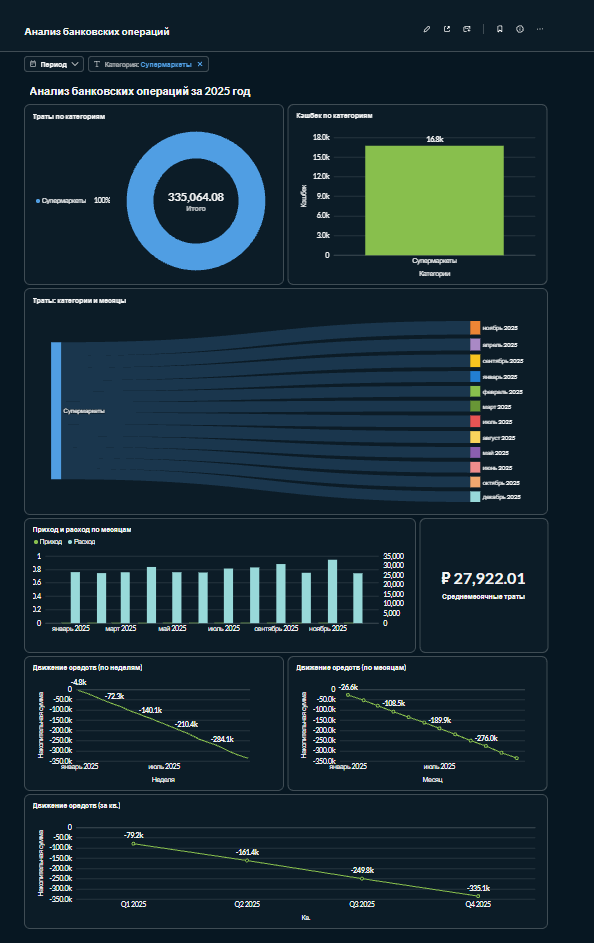 Анализ банковских операций
Период
Категория: Супермаркеты ×
Анализ банковских операций за 2025 год
Траты по категориям
Супермаркеты 100%
335,064.08
Итого
Кэшбек по категориям
18.0k
15.0k
12.0k
9.0k
6.0k
3.0k
0
16.8k
Кэшбек
Супермаркеты
Категории
Траты: категории и месяцы
Супермаркеты
ноябрь 2025
апрель 2025
сентябрь 2025
январь 2025
февраль 2025
март 2025
июль 2025
август 2025
май 2025
июнь 2025
октябрь 2025
декабрь 2025
Приход и расход по месяцам
Приход Расход
1
0.8
0.6
0.4
0.2
0
35,000
30,000
25,000
20,000
15,000
10,000
5,000
0
январь 2025 март 2025 май 2025 июль 2025 сентябрь 2025 ноябрь 2025
₽ 27,922.01
Среднемесячные траты
Движение средств (по неделям)
Накопительная сумма
0
-50.0k
-100.0k
-150.0k
-200.0k
-250.0k
-300.0k
-350.0k
-4.8k
-72.3k
-140.1k
-210.4k
-284.1k
январь 2025 июль 2025
Неделя
Движение средств (по месяцам)
Накопительная сумма
0
-50.0k
-100.0k
-150.0k
-200.0k
-250.0k
-300.0k
-350.0k
-26.6k
-108.5k
-189.9k
-276.0k
январь 2025 июль 2025
Месяц
Движение средств (за кв.)
Накопительная сумма
0
-50.0k
-100.0k
-150.0k
-200.0k
-250.0k
-300.0k
-350.0k
-79.2k
-161.4k
-249.8k
-335.1k
Q1 2025 Q2 2025 Q3 2025 Q4 2025
Кв.